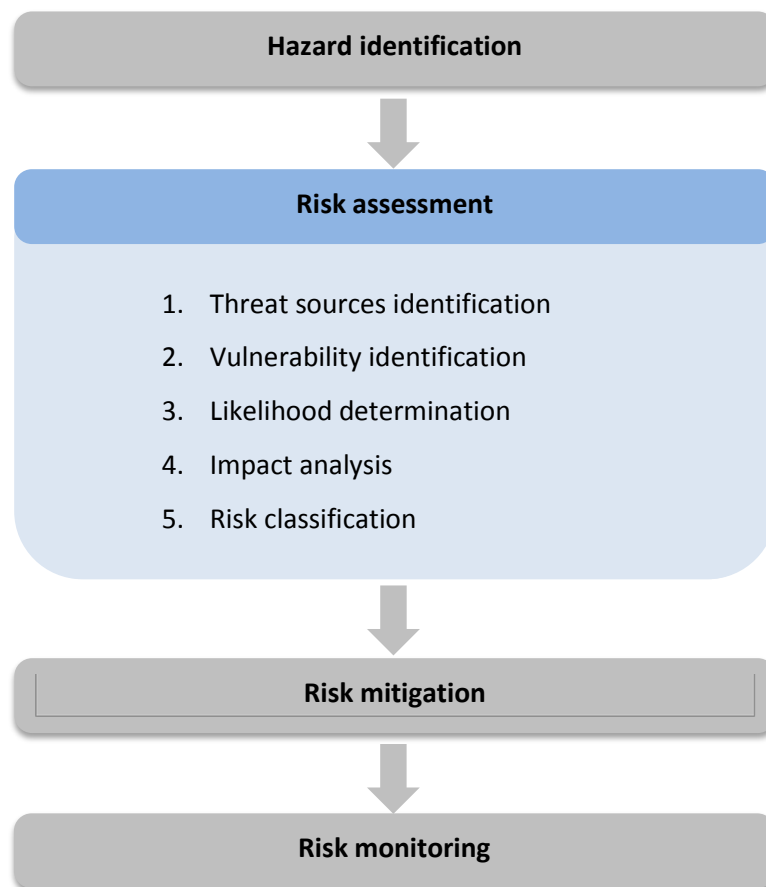 Hazard identification
Risk assessment
1. Threat sources identification
2. Vulnerability identification
3. Likelihood determination
4. Impact analysis
5. Risk classification
Risk mitigation
Risk monitoring